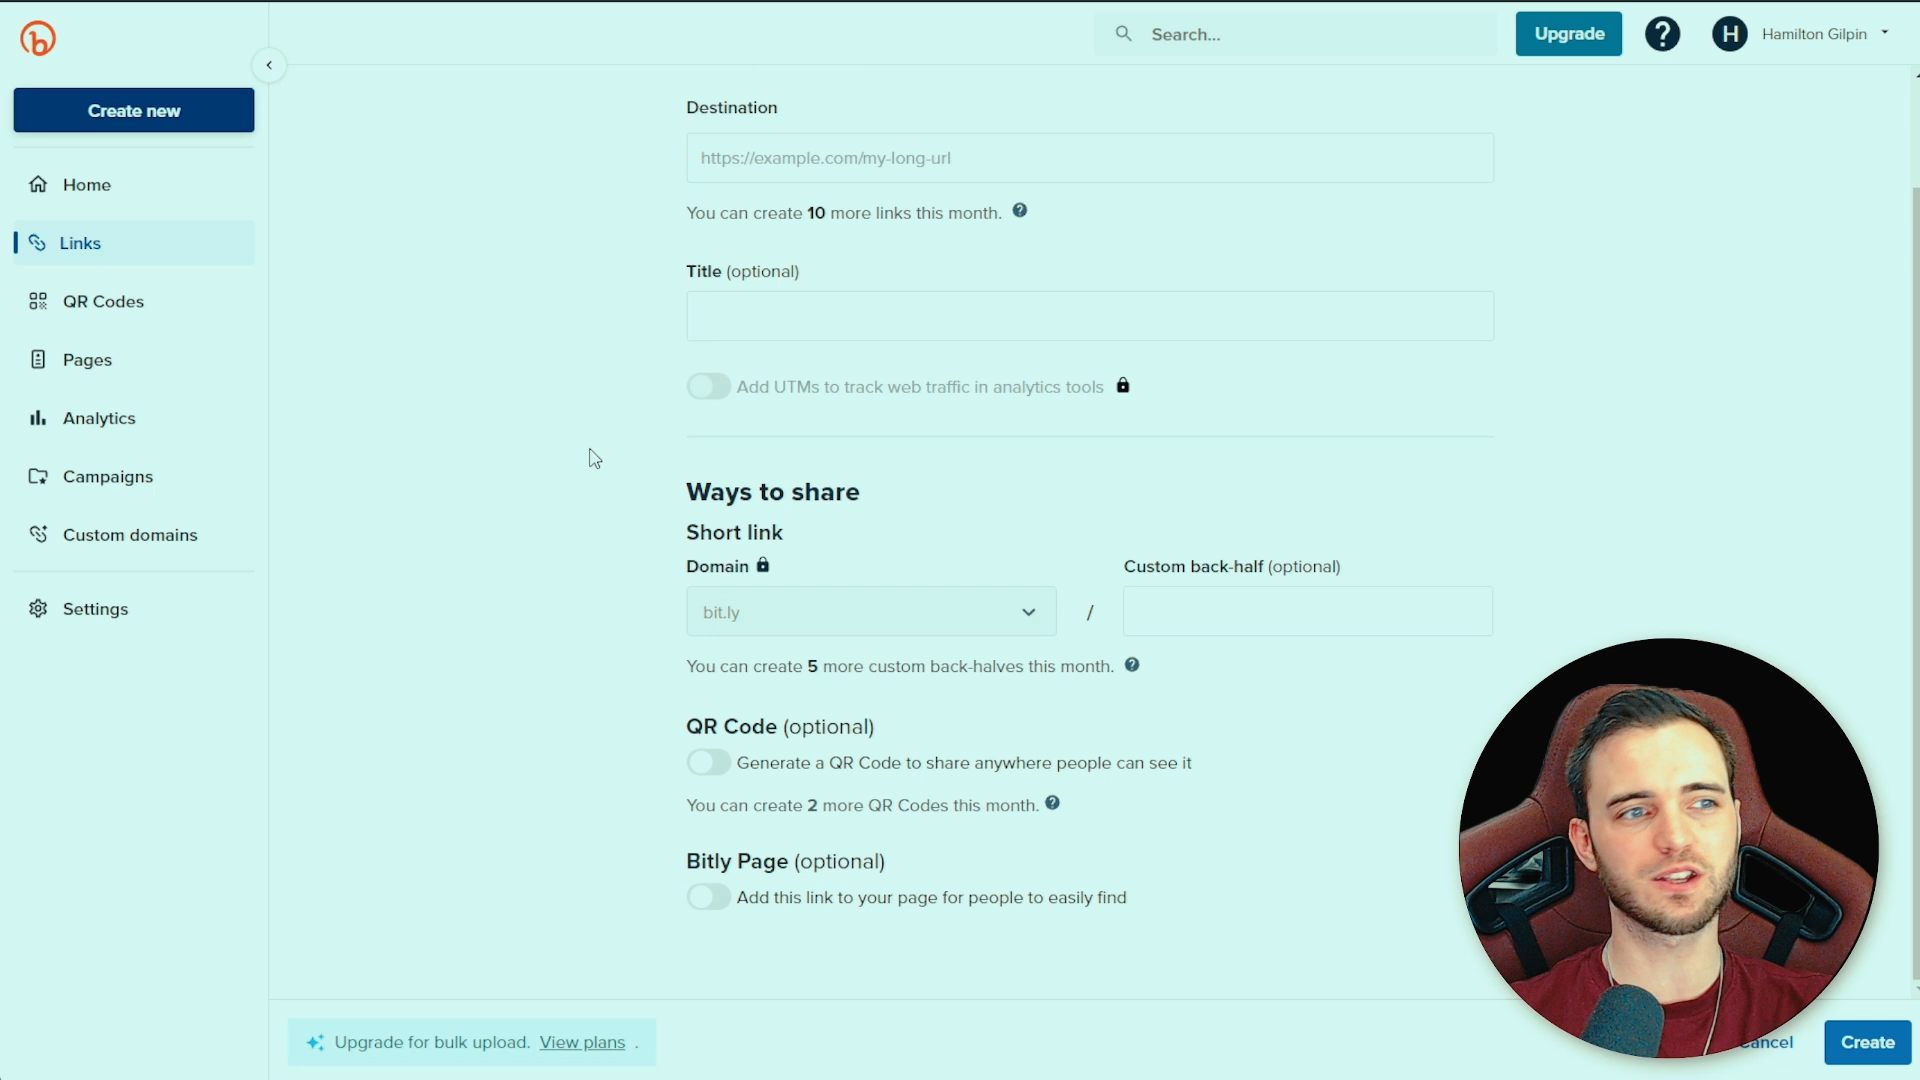 Search...
Upgrade
?
H
Hamilton Gilpin
Create new
Home
Links
QR Codes
Pages
Analytics
Campaigns
Custom domains
Settings
Destination
https://example.com/my-long-url
You can create 10 more links this month. ?
Title (optional)
Add UTMs to track web traffic in analytics tools
Ways to share
Short link
Domain
Custom back-half (optional)
bit.ly
/
You can create 5 more custom back-halves this month. ?
QR Code (optional)
Generate a QR Code to share anywhere people can see it
You can create 2 more QR Codes this month. ?
Bitly Page (optional)
Add this link to your page for people to easily find
Upgrade for bulk upload. View plans .
Cancel
Create